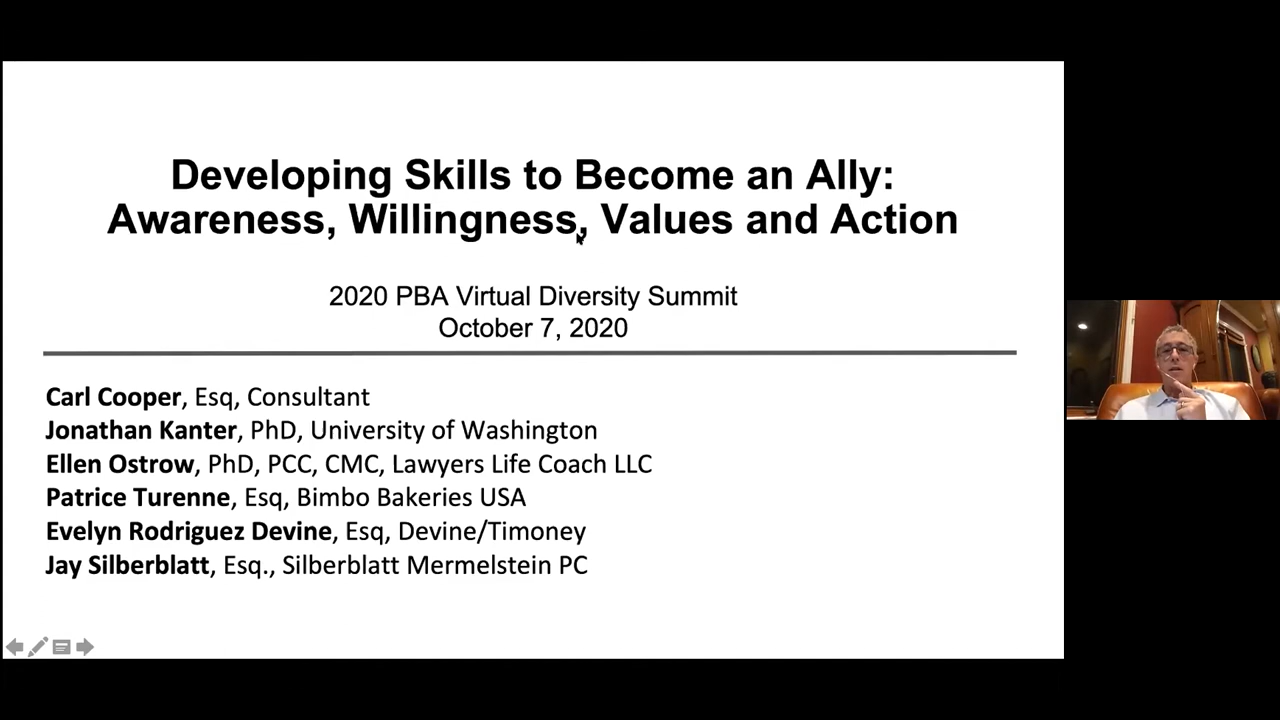 Developing Skills to Become an Ally:
Awareness, Willingness, Values and Action
2020 PBA Virtual Diversity Summit
October 7, 2020
Carl Cooper, Esq, Consultant
Jonathan Kanter, PhD, University of Washington
Ellen Ostrow, PhD, PCC, CMC, Lawyers Life Coach LLC
Patrice Turenne, Esq, Bimbo Bakeries USA
Evelyn Rodriguez Devine, Esq, Devine/Timoney
Jay Silberblatt, Esq., Silberblatt Mermelstein PC